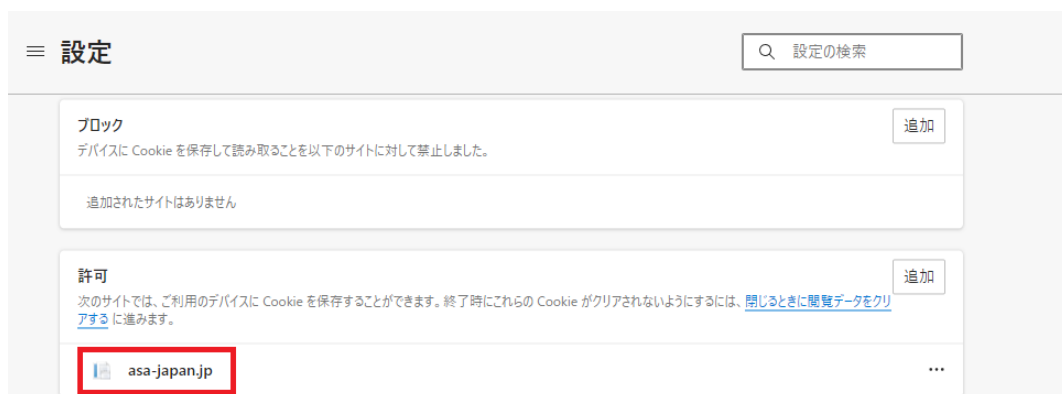 設定
設定の検索
ブロック
追加
デバイスに Cookie を保存して読み取ることを以下のサイトに対して禁止しました。
追加されたサイトはありません
許可
追加
次のサイトでは、ご利用のデバイスに Cookie を保存することができます。終了時にこれらの Cookie がクリアされないようにするには、閉じるときに閲覧データをクリ
アする に進みます。
asa-japan.jp